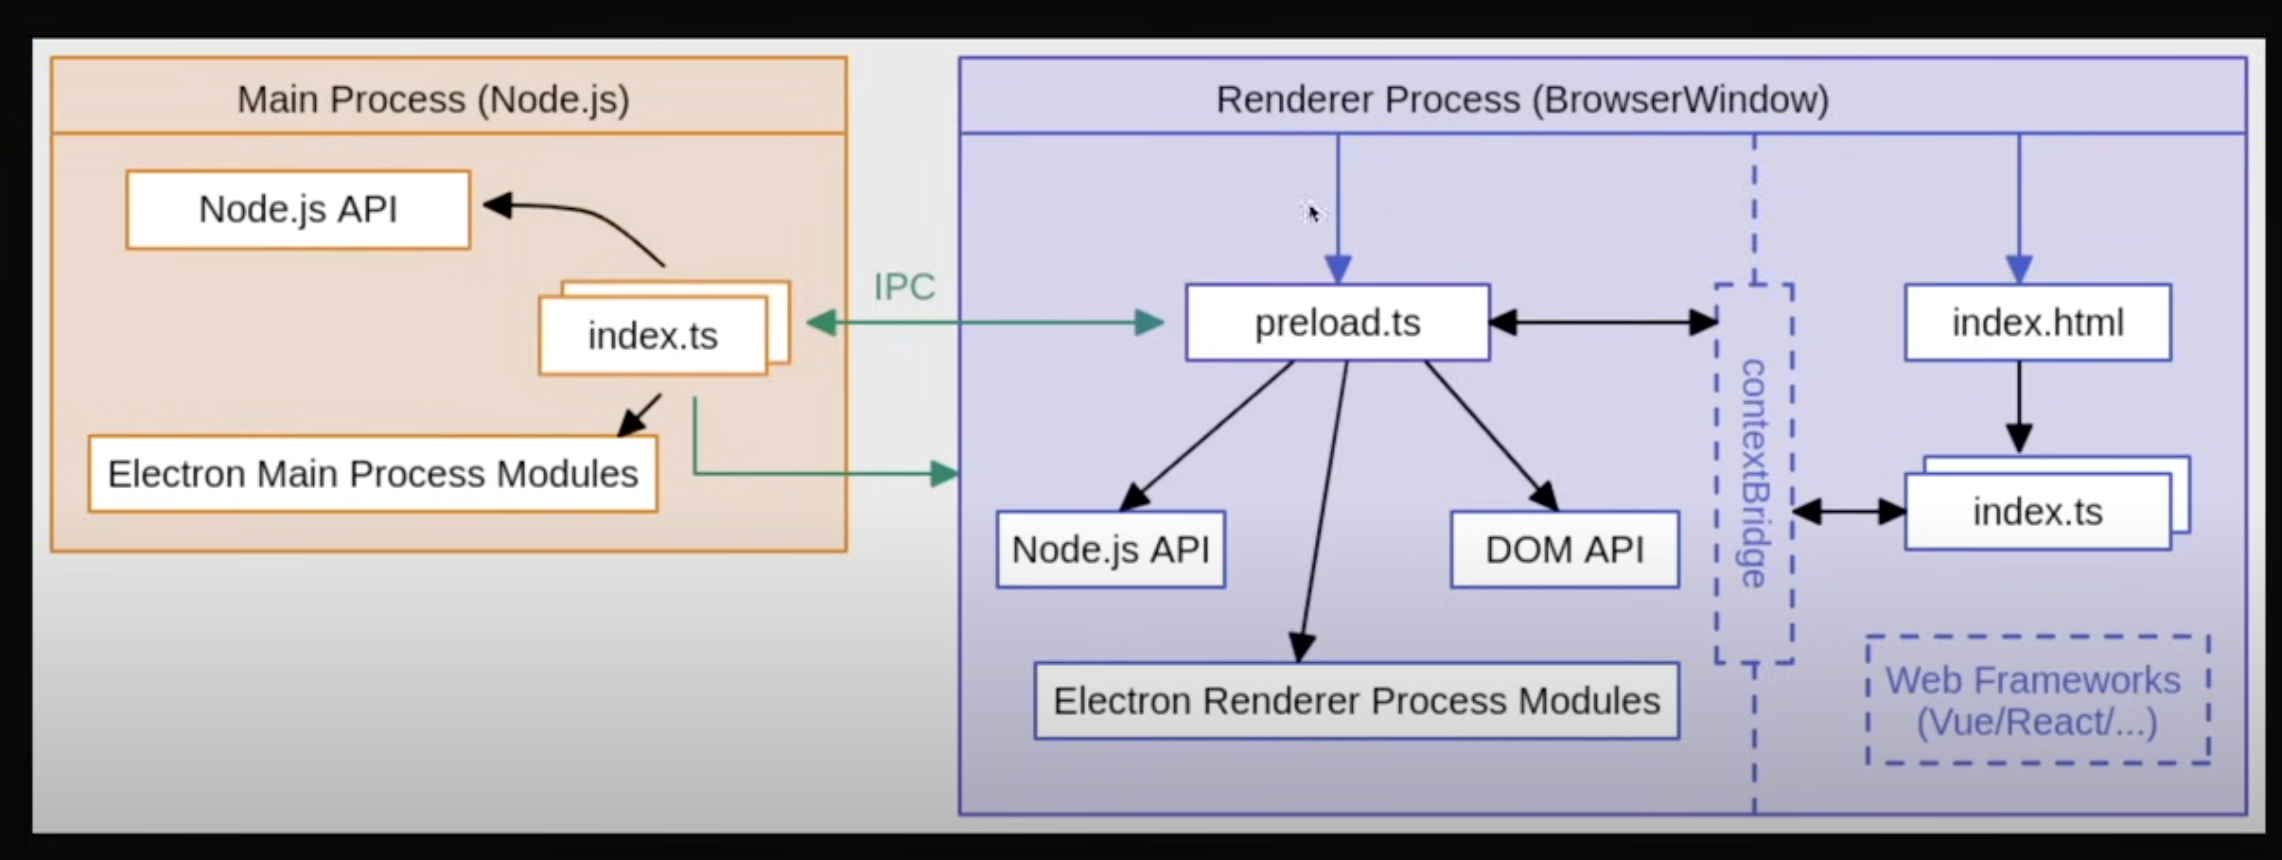 Main Process (Node.js)
Renderer Process (BrowserWindow)
Node.js API
index.ts
Electron Main Process Modules
IPC
preload.ts
contextBridge
index.html
index.ts
Node.js API
DOM API
Electron Renderer Process Modules
Web Frameworks
(Vue/React/...)